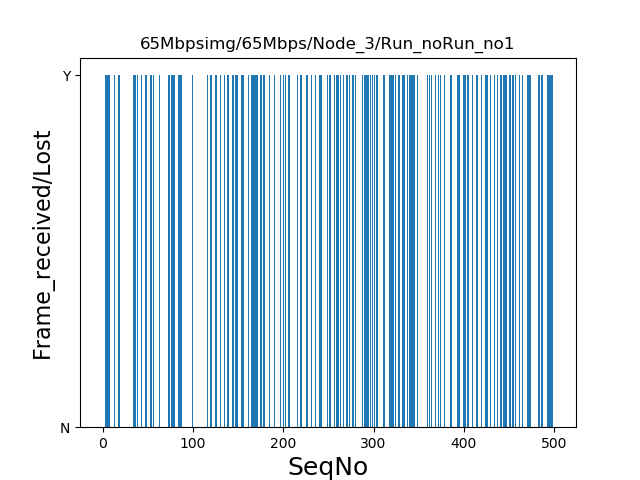 65Mbpsimg/65Mbps/Node_3/Run_noRun_no1
Y
Frame_received/Lost
N
0 100 200 300 400 500
SeqNo